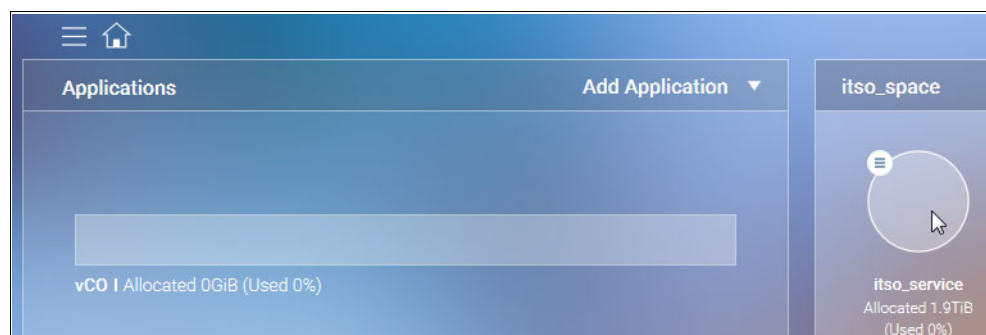 Applications
Add Application
vCO | Allocated 0GiB (Used 0%)
itso_space
itso_service
Allocated 1.9TiB
(Used 0%)